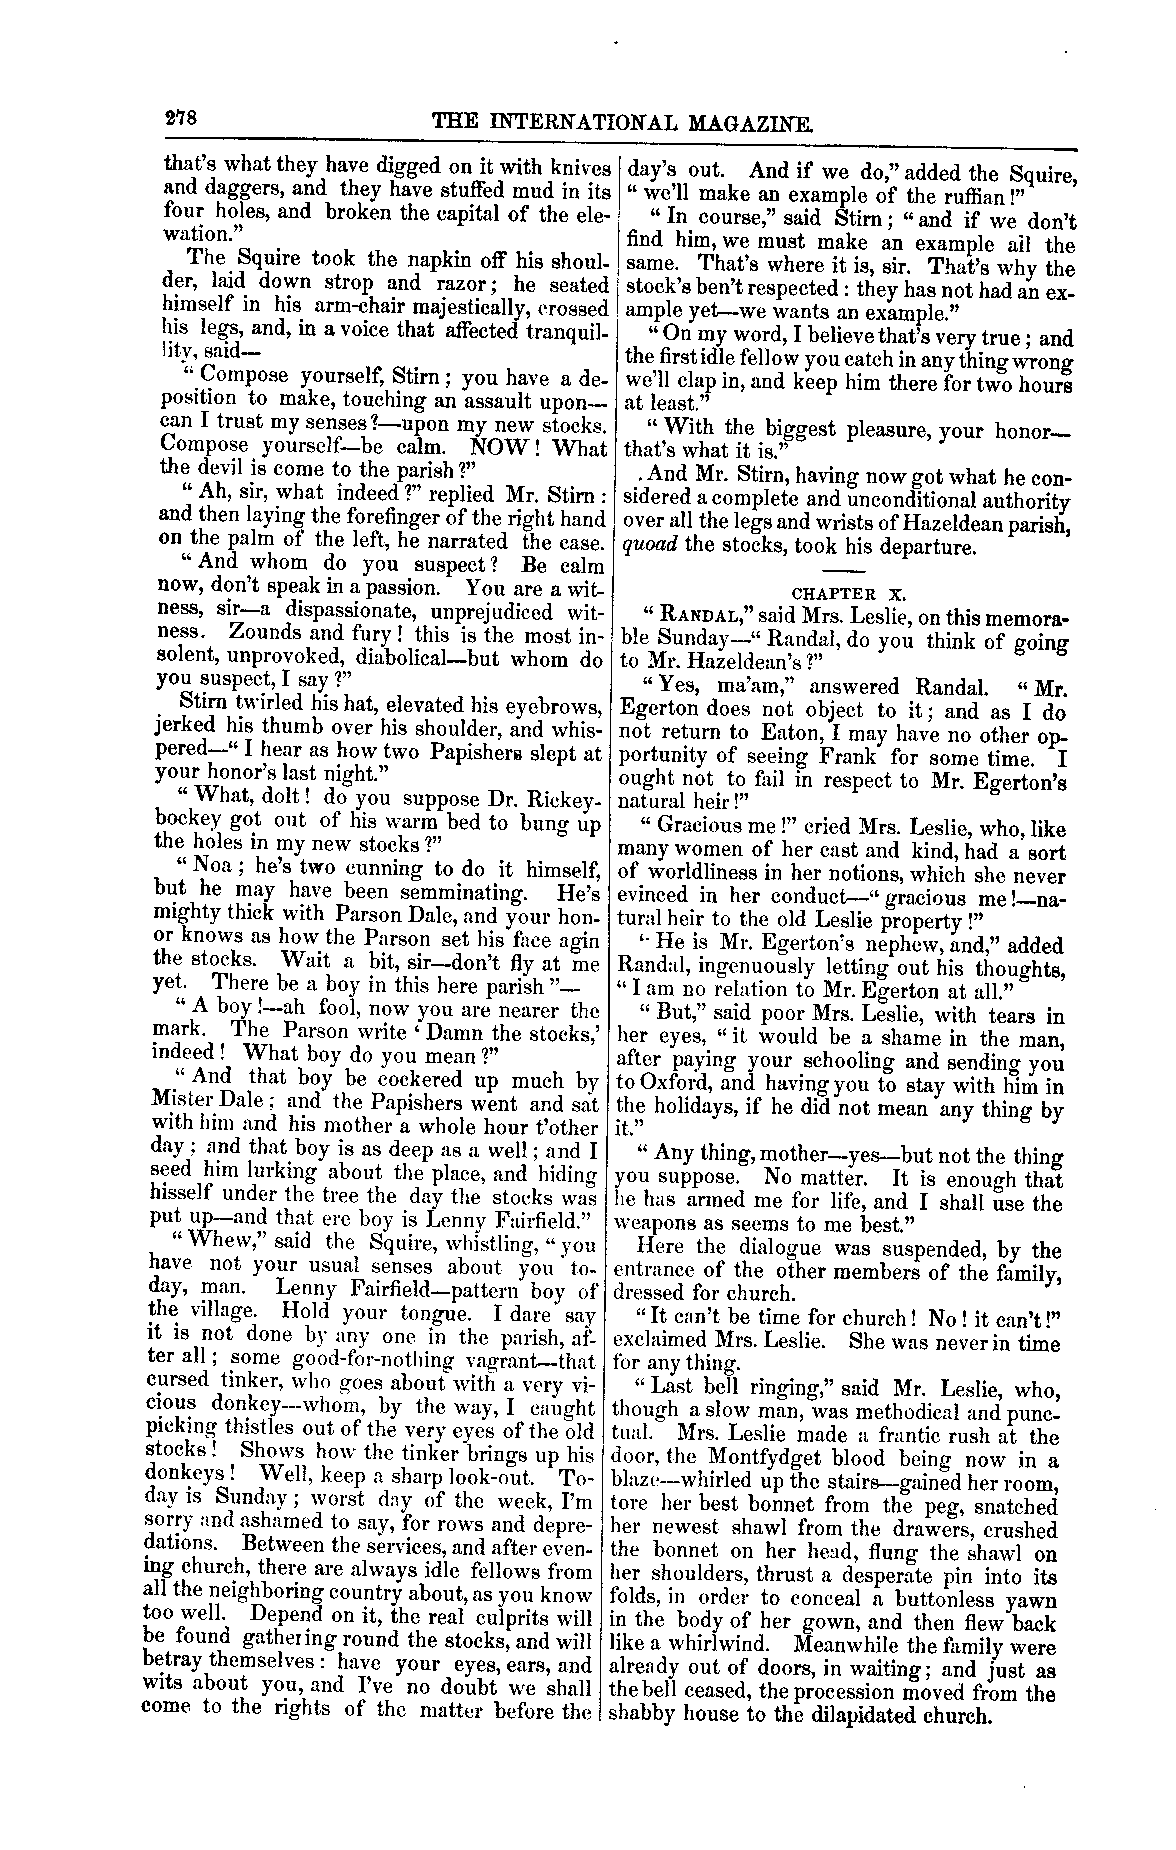 278 THE INTERNATIONAL MAGAZINE.
that's what they have digged on it with knives
and daggers, and they have stuffed mud in its
four holes, and broken the capital of the ele-
wation."
The Squire took the napkin off his shoul-
der, laid down strop and razor; he seated
himself in his arm-chair majestically, crossed
his legs, and, in a voice that affected tranquil-
lity, said—
"Compose yourself, Stirn; you have a de-
position to make, touching an assault upon—
can I trust my senses?—upon my new stocks.
Compose yourself—be calm. NOW! What
the devil is come to the parish?"
"Ah, sir, what indeed?" replied Mr. Stirn:
and then laying the forefinger of the right hand
on the palm of the left, he narrated the case.
"And whom do you suspect? Be calm
now, don't speak in a passion. You are a wit-
ness, sir—a dispassionate, unprejudiced wit-
ness. Zounds and fury! this is the most in-
solent, unprovoked, diabolical—but whom do
you suspect, I say?"
Stirn twirled his hat, elevated his eyebrows,
jerked his thumb over his shoulder, and whis-
pered—"I hear as how two Papishers slept at
your honor's last night."
"What, dolt! do you suppose Dr. Rickey-
bockey got out of his warm bed to bung up
the holes in my new stocks?"
"Noa; he's two cunning to do it himself,
but he may have been semminating. He's
mighty thick with Parson Dale, and your hon-
or knows as how the Parson set his face agin
the stocks. Wait a bit, sir—don't fly at me
yet. There be a boy in this here parish"—
"A boy!—ah fool, now you are nearer the
mark. The Parson write 'Damn the stocks,'
indeed! What boy do you mean?"
"And that boy be cockered up much by
Mister Dale; and the Papishers went and sat
with him and his mother a whole hour t'other
day; and that boy is as deep as a well; and I
seed him lurking about the place, and hiding
hisself under the tree the day the stocks was
put up—and that ere boy is Lenny Fairfield."
"Whew," said the Squire, whistling, "you
have not your usual senses about you to-
day, man. Lenny Fairfield—pattern boy of
the village. Hold your tongue. I dare say
it is not done by any one in the parish, af-
ter all; some good-for-nothing vagrant—that
cursed tinker, who goes about with a very vi-
cious donkey—whom, by the way, I caught
picking thistles out of the very eyes of the old
stocks! Shows how the tinker brings up his
donkeys! Well, keep a sharp look-out. To-
day is Sunday; worst day of the week, I'm
sorry and ashamed to say, for rows and depre-
dations. Between the services, and after even-
ing church, there are always idle fellows from
all the neighboring country about, as you know
too well. Depend on it, the real culprits will
be found gathering round the stocks, and will
betray themselves: have your eyes, ears, and
wits about you, and I've no doubt we shall
come to the rights of the matter before the
day's out. And if we do," added the Squire,
"we'll make an example of the ruffian!"
"In course," said Stirn; "and if we don't
find him, we must make an example all the
same. That's where it is, sir. That's why the
stock's ben't respected: they has not had an ex-
ample yet—we wants an example."
"On my word, I believe that's very true; and
the first idle fellow you catch in any thing wrong
we'll clap in, and keep him there for two hours
at least."
"With the biggest pleasure, your honor—
that's what it is."
And Mr. Stirn, having now got what he con-
sidered a complete and unconditional authority
over all the legs and wrists of Hazeldean parish,
quoad the stocks, took his departure.
CHAPTER X.
"RANDAL," said Mrs. Leslie, on this memora-
ble Sunday—"Randal, do you think of going
to Mr. Hazeldean's?"
"Yes, ma'am," answered Randal. "Mr.
Egerton does not object to it; and as I do
not return to Eaton, I may have no other op-
portunity of seeing Frank for some time. I
ought not to fail in respect to Mr. Egerton's
natural heir!"
"Gracious me!" cried Mrs. Leslie, who, like
many women of her cast and kind, had a sort
of worldliness in her notions, which she never
evinced in her conduct—"gracious me!—na-
tural heir to the old Leslie property!"
"He is Mr. Egerton's nephew, and," added
Randal, ingenuously letting out his thoughts,
"I am no relation to Mr. Egerton at all."
"But," said poor Mrs. Leslie, with tears in
her eyes, "it would be a shame in the man,
after paying your schooling and sending you
to Oxford, and having you to stay with him in
the holidays, if he did not mean any thing by
it."
"Any thing, mother—yes—but not the thing
you suppose. No matter. It is enough that
he has armed me for life, and I shall use the
weapons as seems to me best."
Here the dialogue was suspended, by the
entrance of the other members of the family,
dressed for church.
"It can't be time for church! No! it can't!"
exclaimed Mrs. Leslie. She was never in time
for any thing.
"Last bell ringing," said Mr. Leslie, who,
though a slow man, was methodical and punc-
tual. Mrs. Leslie made a frantic rush at the
door, the Montfydget blood being now in a
blaze—whirled up the stairs—gained her room,
tore her best bonnet from the peg, snatched
her newest shawl from the drawers, crushed
the bonnet on her head, flung the shawl on
her shoulders, thrust a desperate pin into its
folds, in order to conceal a buttonless yawn
in the body of her gown, and then flew back
like a whirlwind. Meanwhile the family were
already out of doors, in waiting; and just as
the bell ceased, the procession moved from the
shabby house to the dilapidated church.